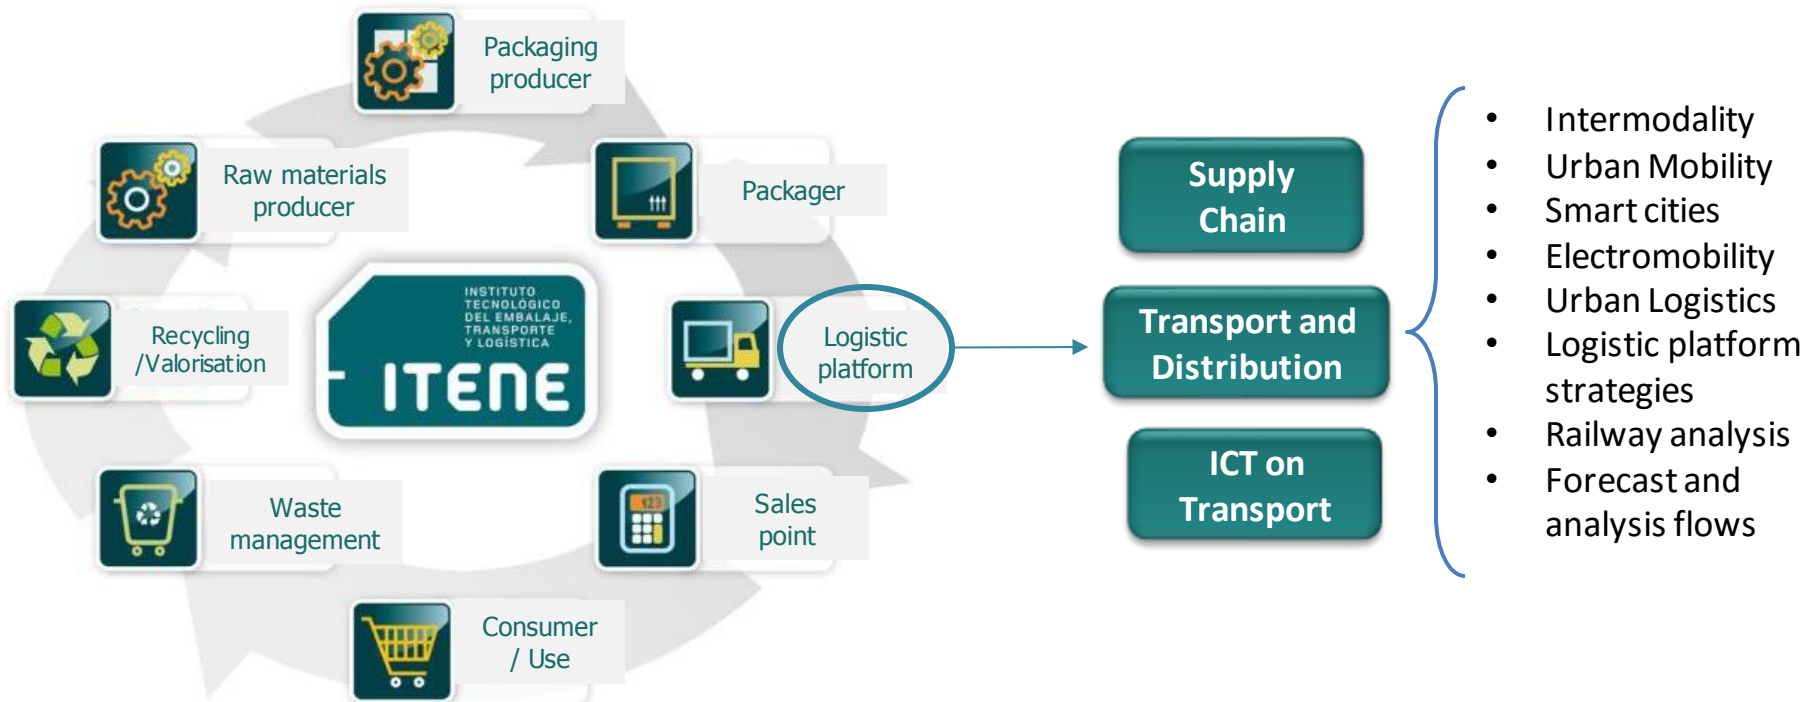 Packaging
producer
Raw materials
producer
Packager
INSTITUTO
TECNOLÓGICO
DEL EMBALAJE,
TRANSPORTE
Y LOGÍSTICA
ITENE
Recycling
/Valorisation
Logistic
platform
Waste
management
123
Sales
point
Consumer
/ Use
Supply
Chain
Transport and
Distribution
ICT on
Transport
• Intermodality
• Urban Mobility
• Smart cities
• Electromobility
• Urban Logistics
• Logistic platform
strategies
• Railway analysis
• Forecast and
analysis flows